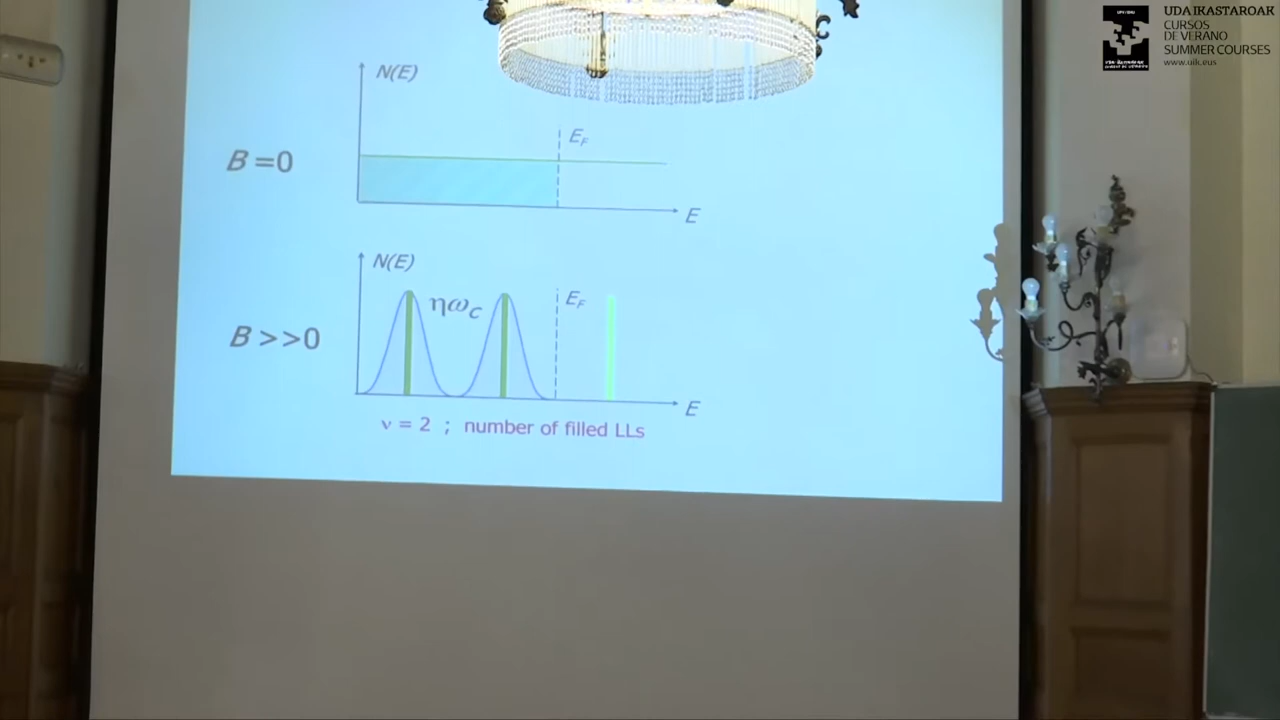 UDA IKASTAROAK
CURSOS
DE VERANO
SUMMER COURSES
www.uik.eus
N(E)
E_F
B=0
E
N(E)
ηω_C
E_F
B>>0
E
ν = 2 ; number of filled LLs